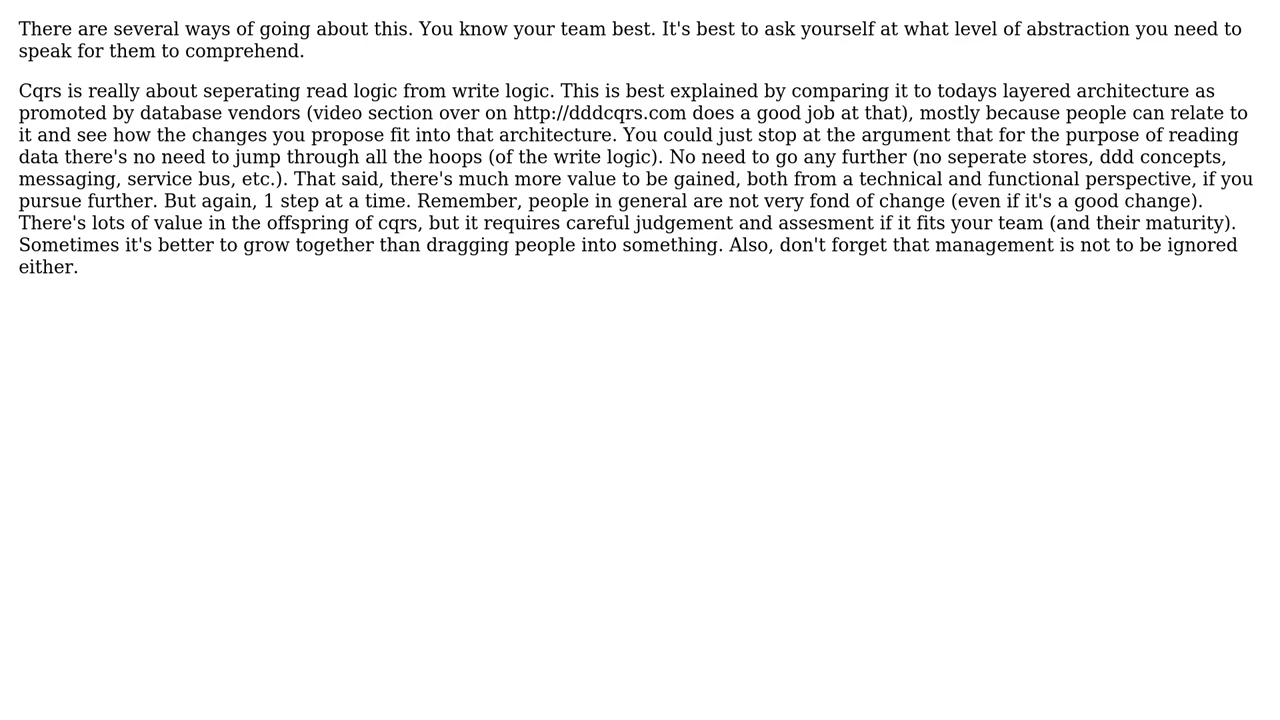 There are several ways of going about this. You know your team best. It's best to ask yourself at what level of abstraction you need to
speak for them to comprehend.
Cqrs is really about seperating read logic from write logic. This is best explained by comparing it to todays layered architecture as
promoted by database vendors (video section over on http://dddcqrs.com does a good job at that), mostly because people can relate to
it and see how the changes you propose fit into that architecture. You could just stop at the argument that for the purpose of reading
data there's no need to jump through all the hoops (of the write logic). No need to go any further (no seperate stores, ddd concepts,
messaging, service bus, etc.). That said, there's much more value to be gained, both from a technical and functional perspective, if you
pursue further. But again, 1 step at a time. Remember, people in general are not very fond of change (even if it's a good change).
There's lots of value in the offspring of cqrs, but it requires careful judgement and assesment if it fits your team (and their maturity).
Sometimes it's better to grow together than dragging people into something. Also, don't forget that management is not to be ignored
either.